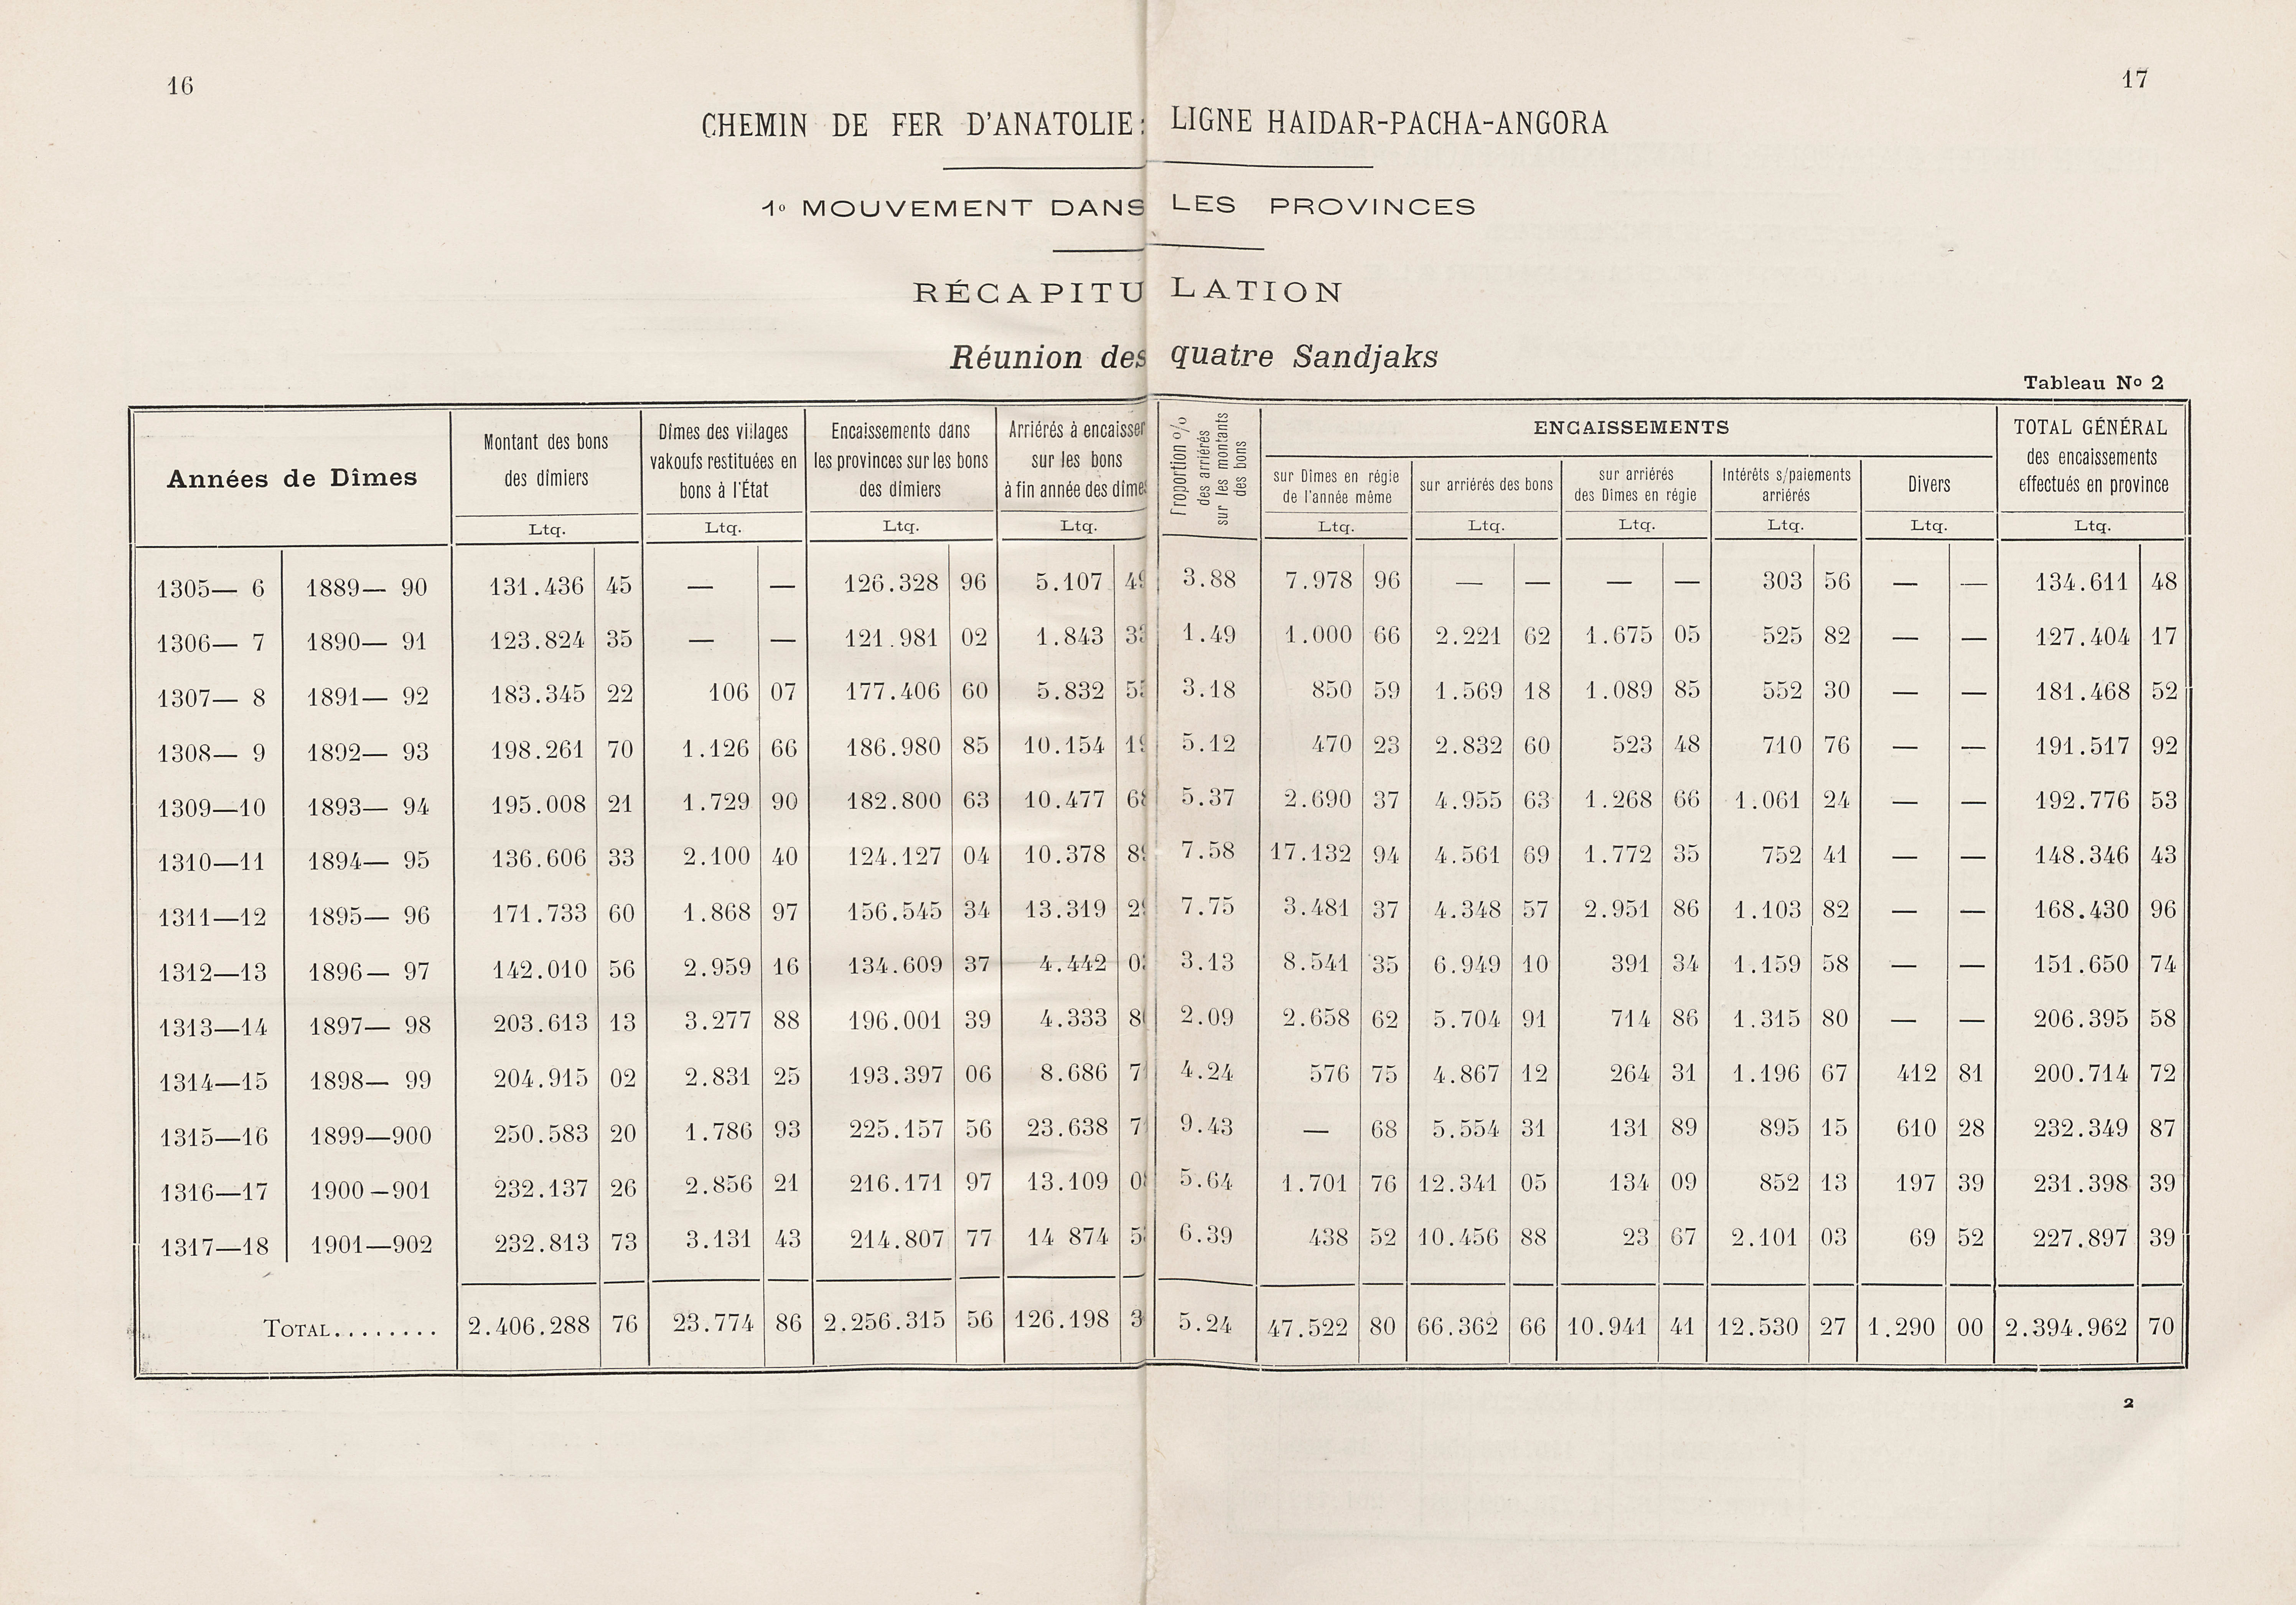 16
17
CHEMIN DE FER D'ANATOLIE: LIGNE HAIDAR-PACHA-ANGORA
1o MOUVEMENT DANS LES PROVINCES
RÉCAPITULATION
Réunion des quatre Sandjaks
Tableau No 2
Années de Dîmes
Montant des bons
des dîmiers
Ltq.
Dîmes des villages
vakoufs restituées en
bons à l'État
Ltq.
Encaissements dans
les provinces sur les bons
des dîmiers
Ltq.
Arriérés à encaisser
sur les bons
à fin année des dîmes
Ltq.
Proportion %
des arriérés
sur les montants
des bons
ENCAISSEMENTS
sur Dîmes en régie
de l'année même
Ltq.
sur arriérés des bons
Ltq.
sur arriérés
des Dîmes en régie
Ltq.
Intérêts s/paiements
arriérés
Ltq.
Divers
Ltq.
TOTAL GÉNÉRAL
des encaissements
effectués en province
Ltq.
1305— 6 1889— 90 131.436 45 — — 126.328 96 5.107 3.88 7.978 96 — — — — 303 56 — — 134.611 48
1306— 7 1890— 91 123.824 35 — — 121.981 02 1.843 1.49 1.000 66 2.221 62 1.675 05 525 82 — — 127.404 17
1307— 8 1891— 92 183.345 22 106 07 177.406 60 5.832 3.18 850 59 1.569 18 1.089 85 552 30 — — 181.468 52
1308— 9 1892— 93 198.261 70 1.126 66 186.980 85 10.154 5.12 470 23 2.832 60 523 48 710 76 — — 191.517 92
1309—10 1893— 94 195.008 21 1.729 90 182.800 63 10.477 5.37 2.690 37 4.955 63 1.268 66 1.061 24 — — 192.776 53
1310—11 1894— 95 136.606 33 2.100 40 124.127 04 10.378 7.58 17.132 94 4.561 69 1.772 35 752 41 — — 148.346 43
1311—12 1895— 96 171.733 60 1.868 97 156.545 34 13.319 7.75 3.481 37 4.348 57 2.951 86 1.103 82 — — 168.430 96
1312—13 1896— 97 142.010 56 2.959 16 134.609 37 4.442 3.13 8.541 35 6.949 10 391 34 1.159 58 — — 151.650 74
1313—14 1897— 98 203.613 13 3.277 88 196.001 39 4.333 2.09 2.658 62 5.704 91 714 86 1.315 80 — — 206.395 58
1314—15 1898— 99 204.915 02 2.831 25 193.397 06 8.686 4.24 576 75 4.867 12 264 31 1.196 67 412 81 200.714 72
1315—16 1899—900 250.583 20 1.786 93 225.157 56 23.638 9.43 — 68 5.554 31 131 89 895 15 610 28 232.349 87
1316—17 1900—901 232.137 26 2.856 21 216.171 97 13.109 5.64 1.701 76 12.341 05 134 09 852 13 197 39 231.398 39
1317—18 1901—902 232.813 73 3.131 43 214.807 77 14 874 6.39 438 52 10.456 88 23 67 2.101 03 69 52 227.897 39
TOTAL........ 2.406.288 76 23.774 86 2.256.315 56 126.198 5.24 47.522 80 66.362 66 10.941 41 12.530 27 1.290 00 2.394.962 70
2